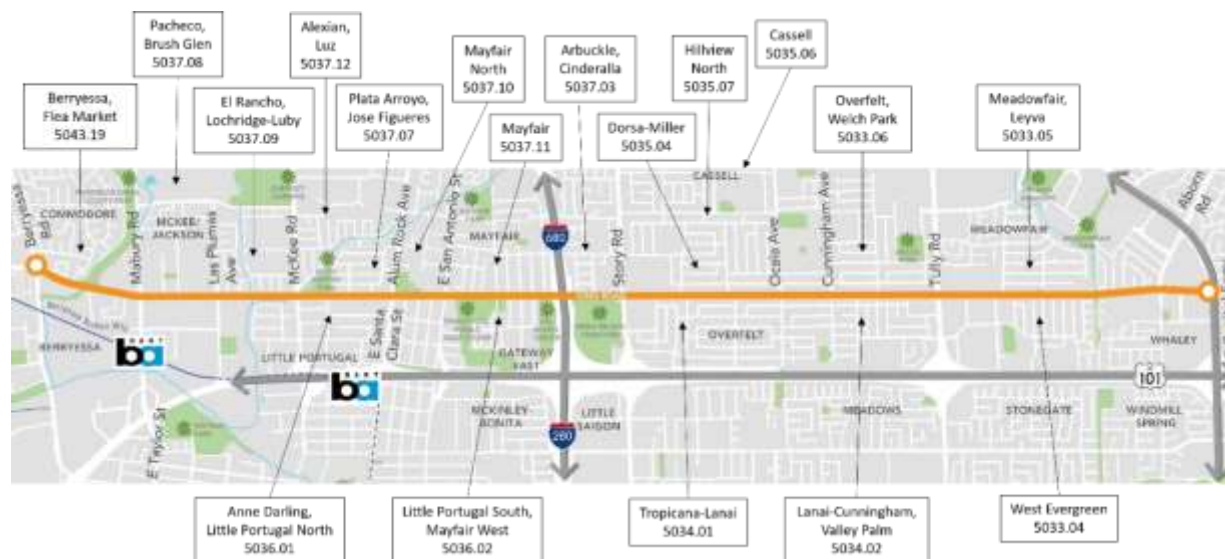 Pacheco,
Brush Glen
5037.08
Alexian,
Luz
5037.12
Mayfair
North
5037.10
Arbuckle,
Cinderalla
5037.03
Hillview
North
5035.07
Cassell
5035.06
Berryessa,
Flea Market
5043.19
El Rancho,
Lochridge-Luby
5037.09
Plata Arroyo,
Jose Figueres
5037.07
Mayfair
5037.11
Dorsa-Miller
5035.04
Overfelt,
Welch Park
5033.06
Meadowfair,
Leyva
5033.05
Berryessa
Rd
COMMODORE
Mabury Rd
MCKEE/
JACKSON
Las Plumas
Ave
McKee Rd
Alum Rock Ave
E San Antonio St
MAYFAIR
680
Story Rd
CASSELL
Ocala Ave
Cunningham Ave
Tully Rd
MEADOWFAIR
Aborn
Rd
BERRYESSA
BART
ba
E Taylor St
LITTLE PORTUGAL
BART
ba
E Santa
Clara St
GATEWAY
EAST
OVERFELT
WHALEY
101
MCKINLEY-
BONITA
280
LITTLE
SAIGON
MEADOWS
STONEGATE
WINDMILL
SPRING
Anne Darling,
Little Portugal North
5036.01
Little Portugal South,
Mayfair West
5036.02
Tropicana-Lanai
5034.01
Lanai-Cunningham,
Valley Palm
5034.02
West Evergreen
5033.04